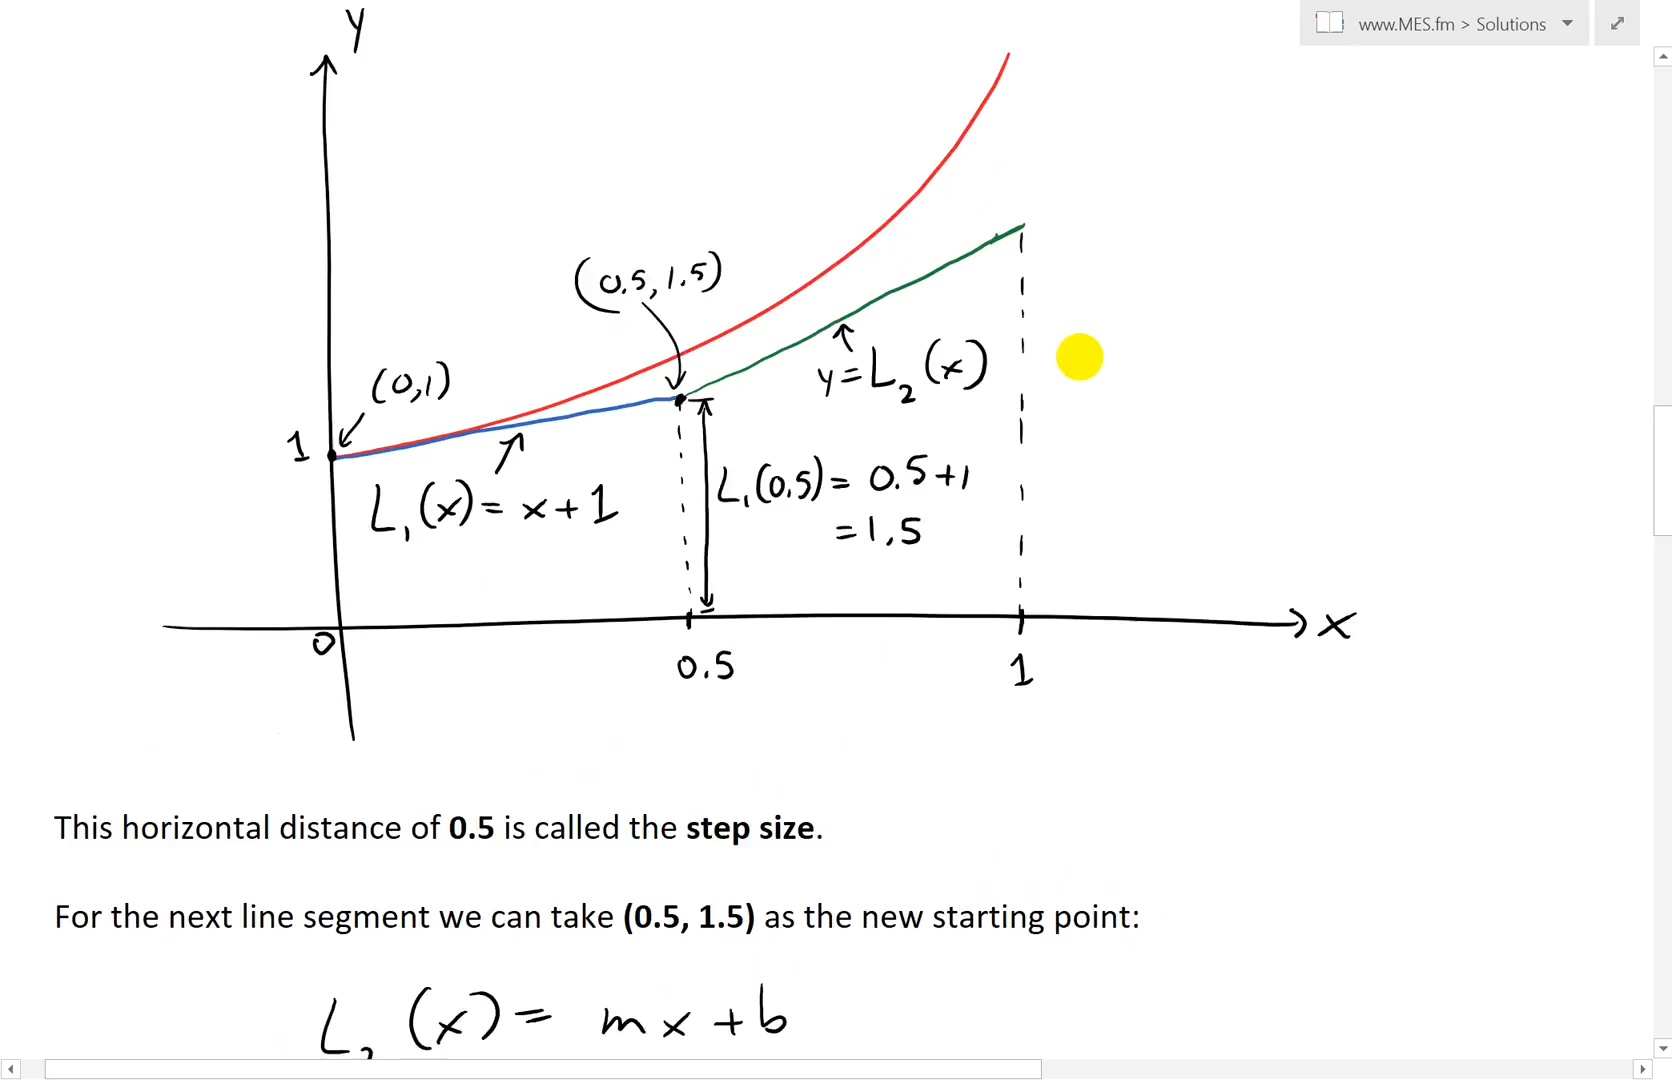 www.MES.fm > Solutions
y
(0.5, 1.5)
(0,1)
y = L₂(x)
1
L₁(x) = x + 1
L₁(0.5) = 0.5 + 1
= 1.5
x
0
0.5
1
This horizontal distance of 0.5 is called the step size.
For the next line segment we can take (0.5, 1.5) as the new starting point:
L₂(x) = mx + b